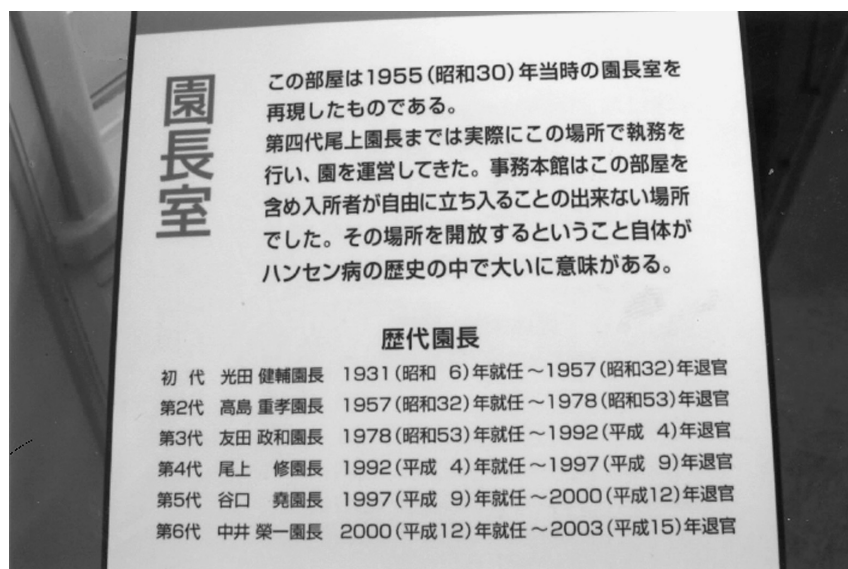 園長室
この部屋は1955（昭和30）年当時の園長室を
再現したものである。
第四代尾上園長までは実際にこの場所で執務を
行い、園を運営してきた。事務本館はこの部屋を
含め入所者が自由に立ち入ることの出来ない場所
でした。その場所を開放するということ自体が
ハンセン病の歴史の中で大いに意味がある。
歴代園長
初 代 光田 健輔園長 1931（昭和 6）年就任～1957（昭和32）年退官
第2代 高島 重孝園長 1957（昭和32）年就任～1978（昭和53）年退官
第3代 友田 政和園長 1978（昭和53）年就任～1992（平成 4）年退官
第4代 尾上 修園長 1992（平成 4）年就任～1997（平成 9）年退官
第5代 谷口 堯園長 1997（平成 9）年就任～2000（平成12）年退官
第6代 中井 榮一園長 2000（平成12）年就任～2003（平成15）年退官